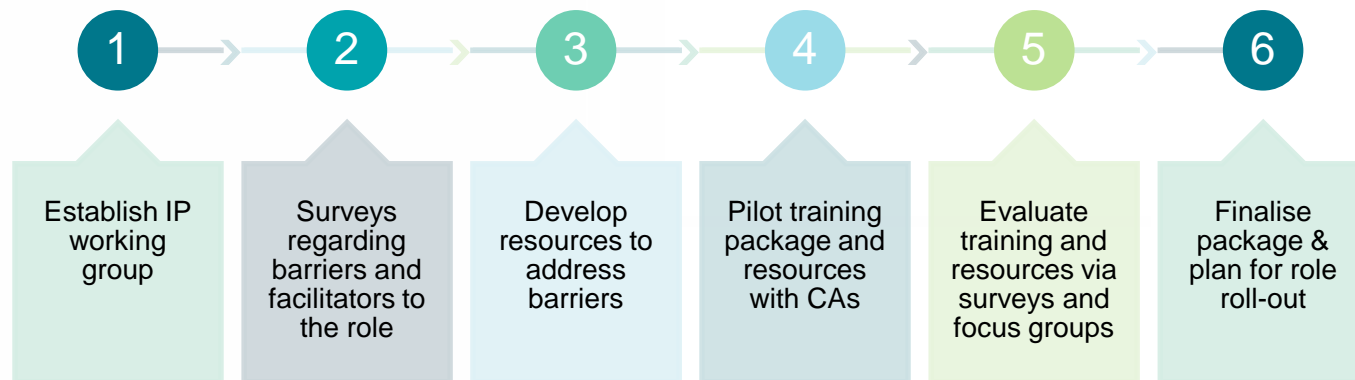 1
2
3
4
5
6
Establish IP
working
group
Surveys
regarding
barriers and
facilitators to
the role
Develop
resources to
address
barriers
Pilot training
package and
resources
with CAs
Evaluate
training and
resources via
surveys and
focus groups
Finalise
package &
plan for role
roll-out